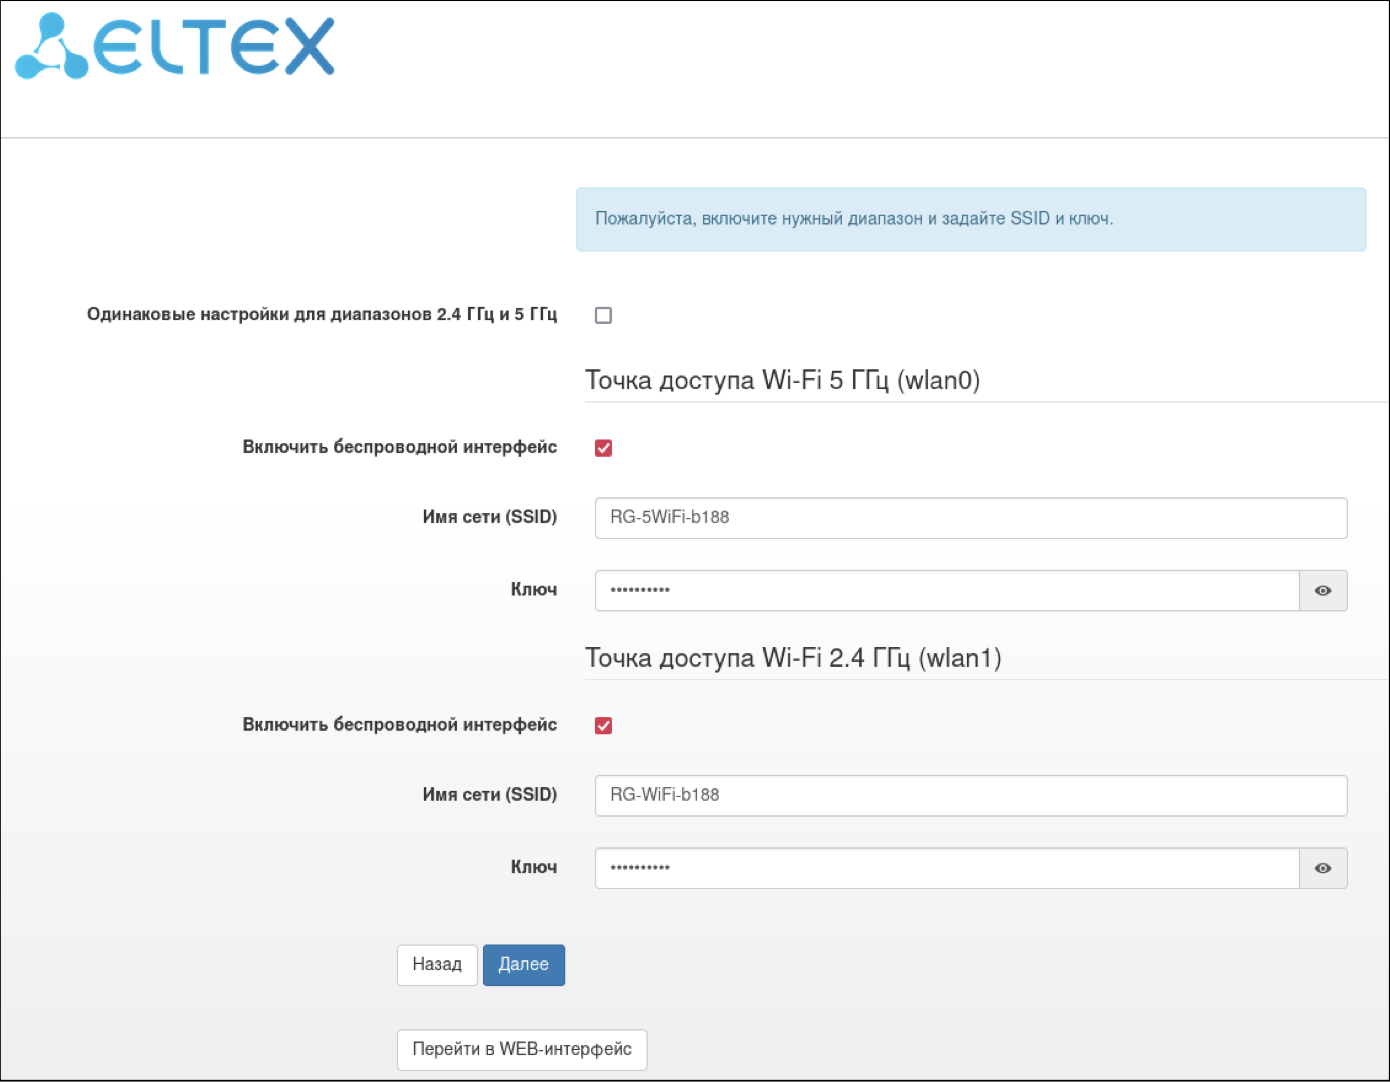 ELTEX
Пожалуйста, включите нужный диапазон и задайте SSID и ключ.
Одинаковые настройки для диапазонов 2.4 ГГц и 5 ГГц
Точка доступа Wi-Fi 5 ГГц (wlan0)
Включить беспроводной интерфейс
Имя сети (SSID) RG-5WiFi-b188
Ключ ••••••••••
Точка доступа Wi-Fi 2.4 ГГц (wlan1)
Включить беспроводной интерфейс
Имя сети (SSID) RG-WiFi-b188
Ключ ••••••••••
Назад Далее
Перейти в WEB-интерфейс